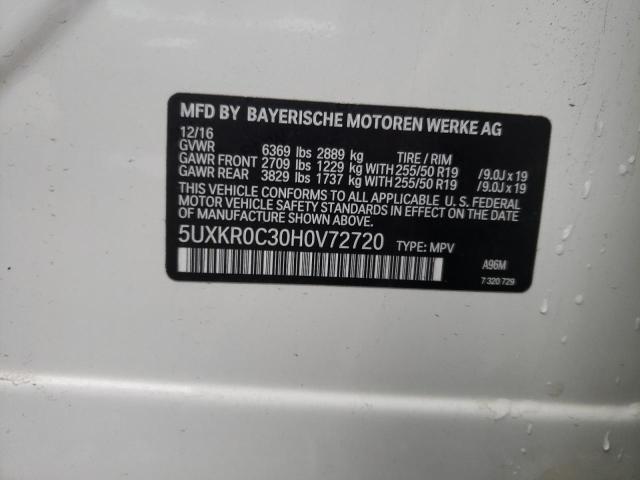 MFD BY BAYERISCHE MOTOREN WERKE AG
12/16
GVWR 6369 lbs 2889 kg TIRE / RIM
GAWR FRONT 2709 lbs 1229 kg WITH 255/50 R19 /9.0J x 19
GAWR REAR 3829 lbs 1737 kg WITH 255/50 R19 /9.0J x 19
THIS VEHICLE CONFORMS TO ALL APPLICABLE U. S. FEDERAL
MOTOR VEHICLE SAFETY STANDARDS IN EFFECT ON THE DATE
OF MANUFACTURE SHOWN ABOVE.
5UXKR0C30H0V72720 TYPE: MPV
A96M
7 320 729